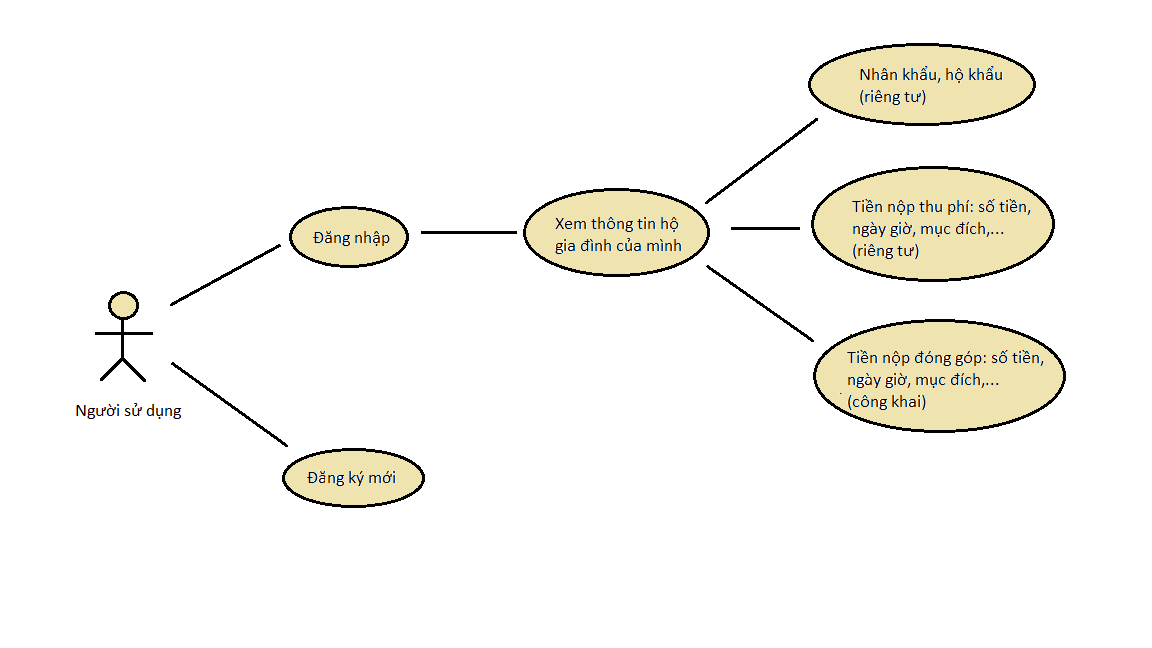 Nhân khẩu, hộ khẩu
(riêng tư)
Tiền nộp thu phí: số tiền,
ngày giờ, mục đích,...
(riêng tư)
Xem thông tin hộ
gia đình của mình
Đăng nhập
Tiền nộp đóng góp: số tiền,
ngày giờ, mục đích,...
(công khai)
Người sử dụng
Đăng ký mới